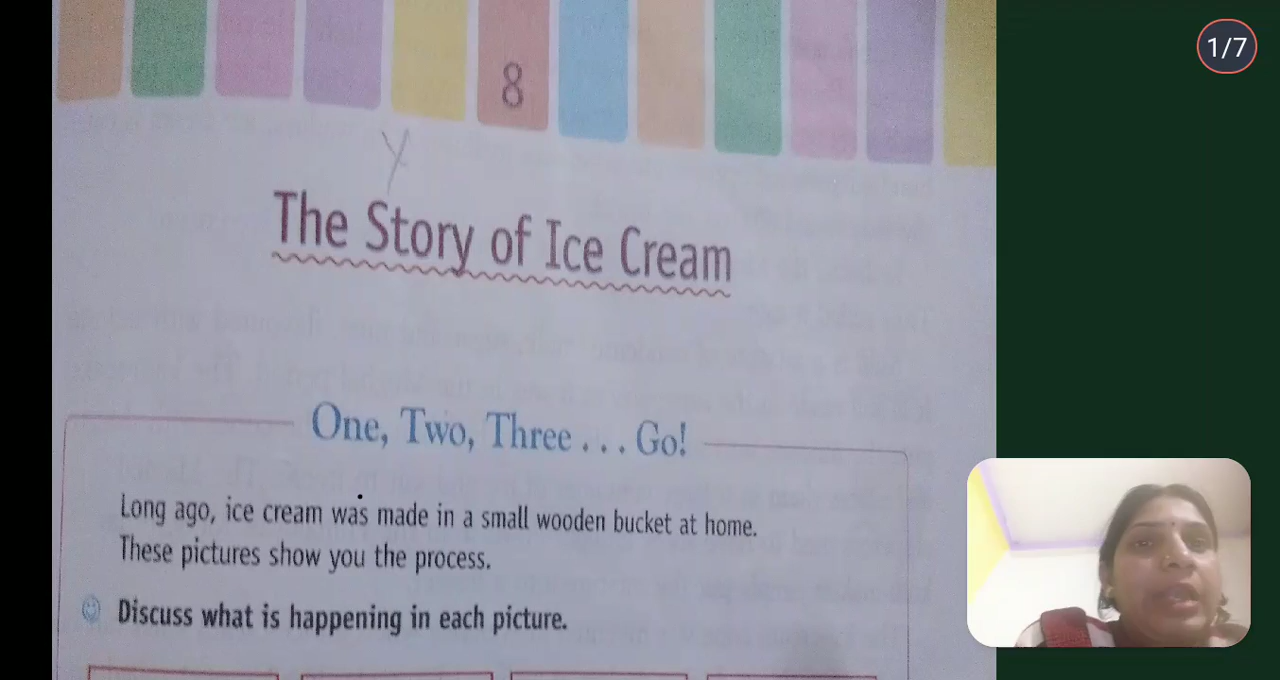 1/7
8
Y
The Story of Ice Cream
One, Two, Three . . . Go!
Long ago, ice cream was made in a small wooden bucket at home.
These pictures show you the process.
Discuss what is happening in each picture.